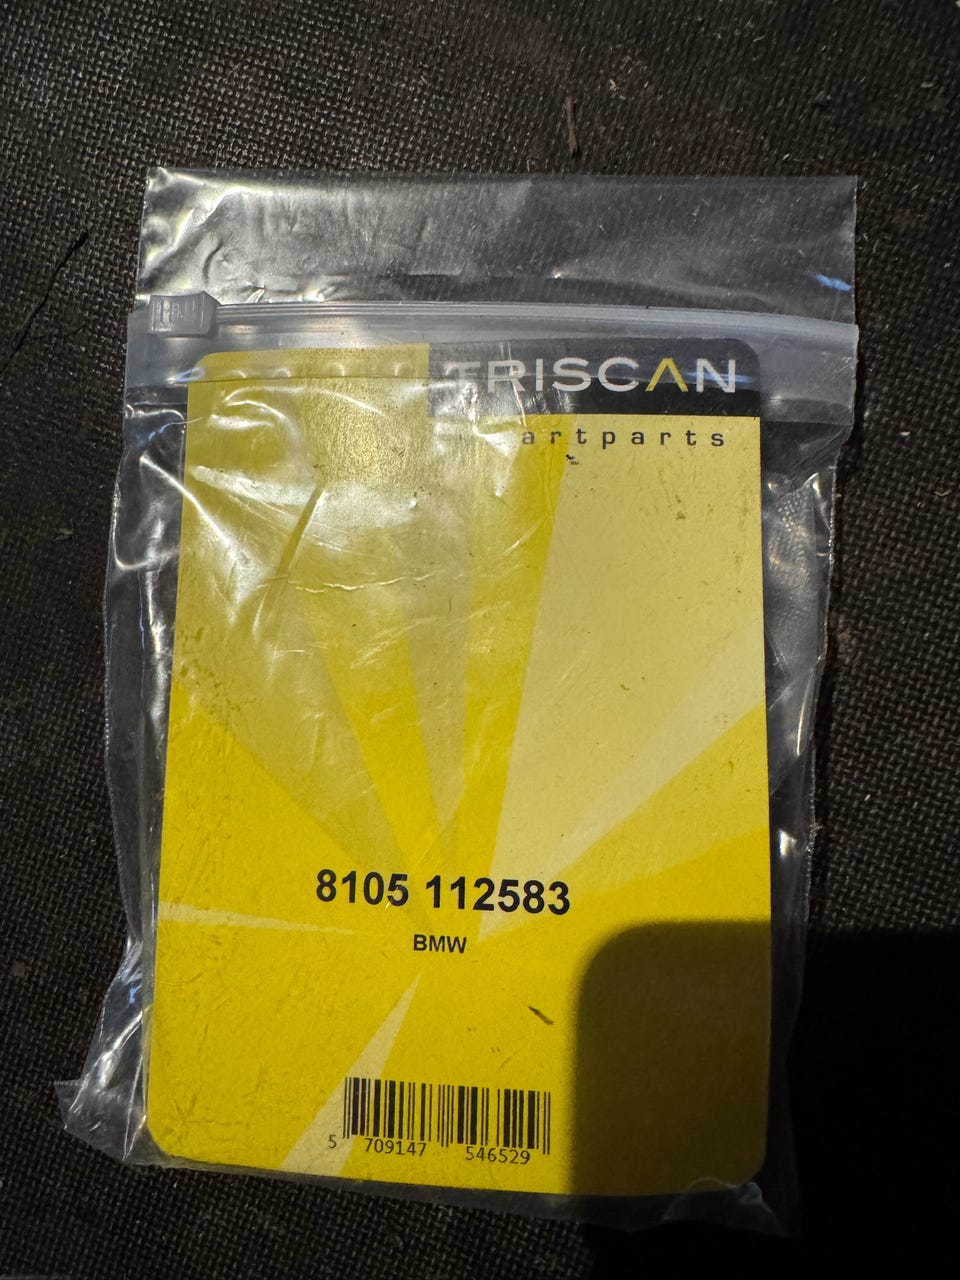 TRISCAN
artparts
8105 112583
BMW
5 709147 546529